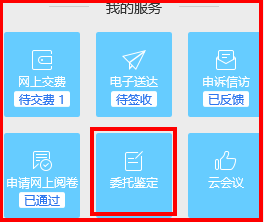 我的服务
网上交费
电子送达
申诉信访
待交费 1
待签收
已反馈
申请网上阅卷
委托鉴定
云会议
已通过